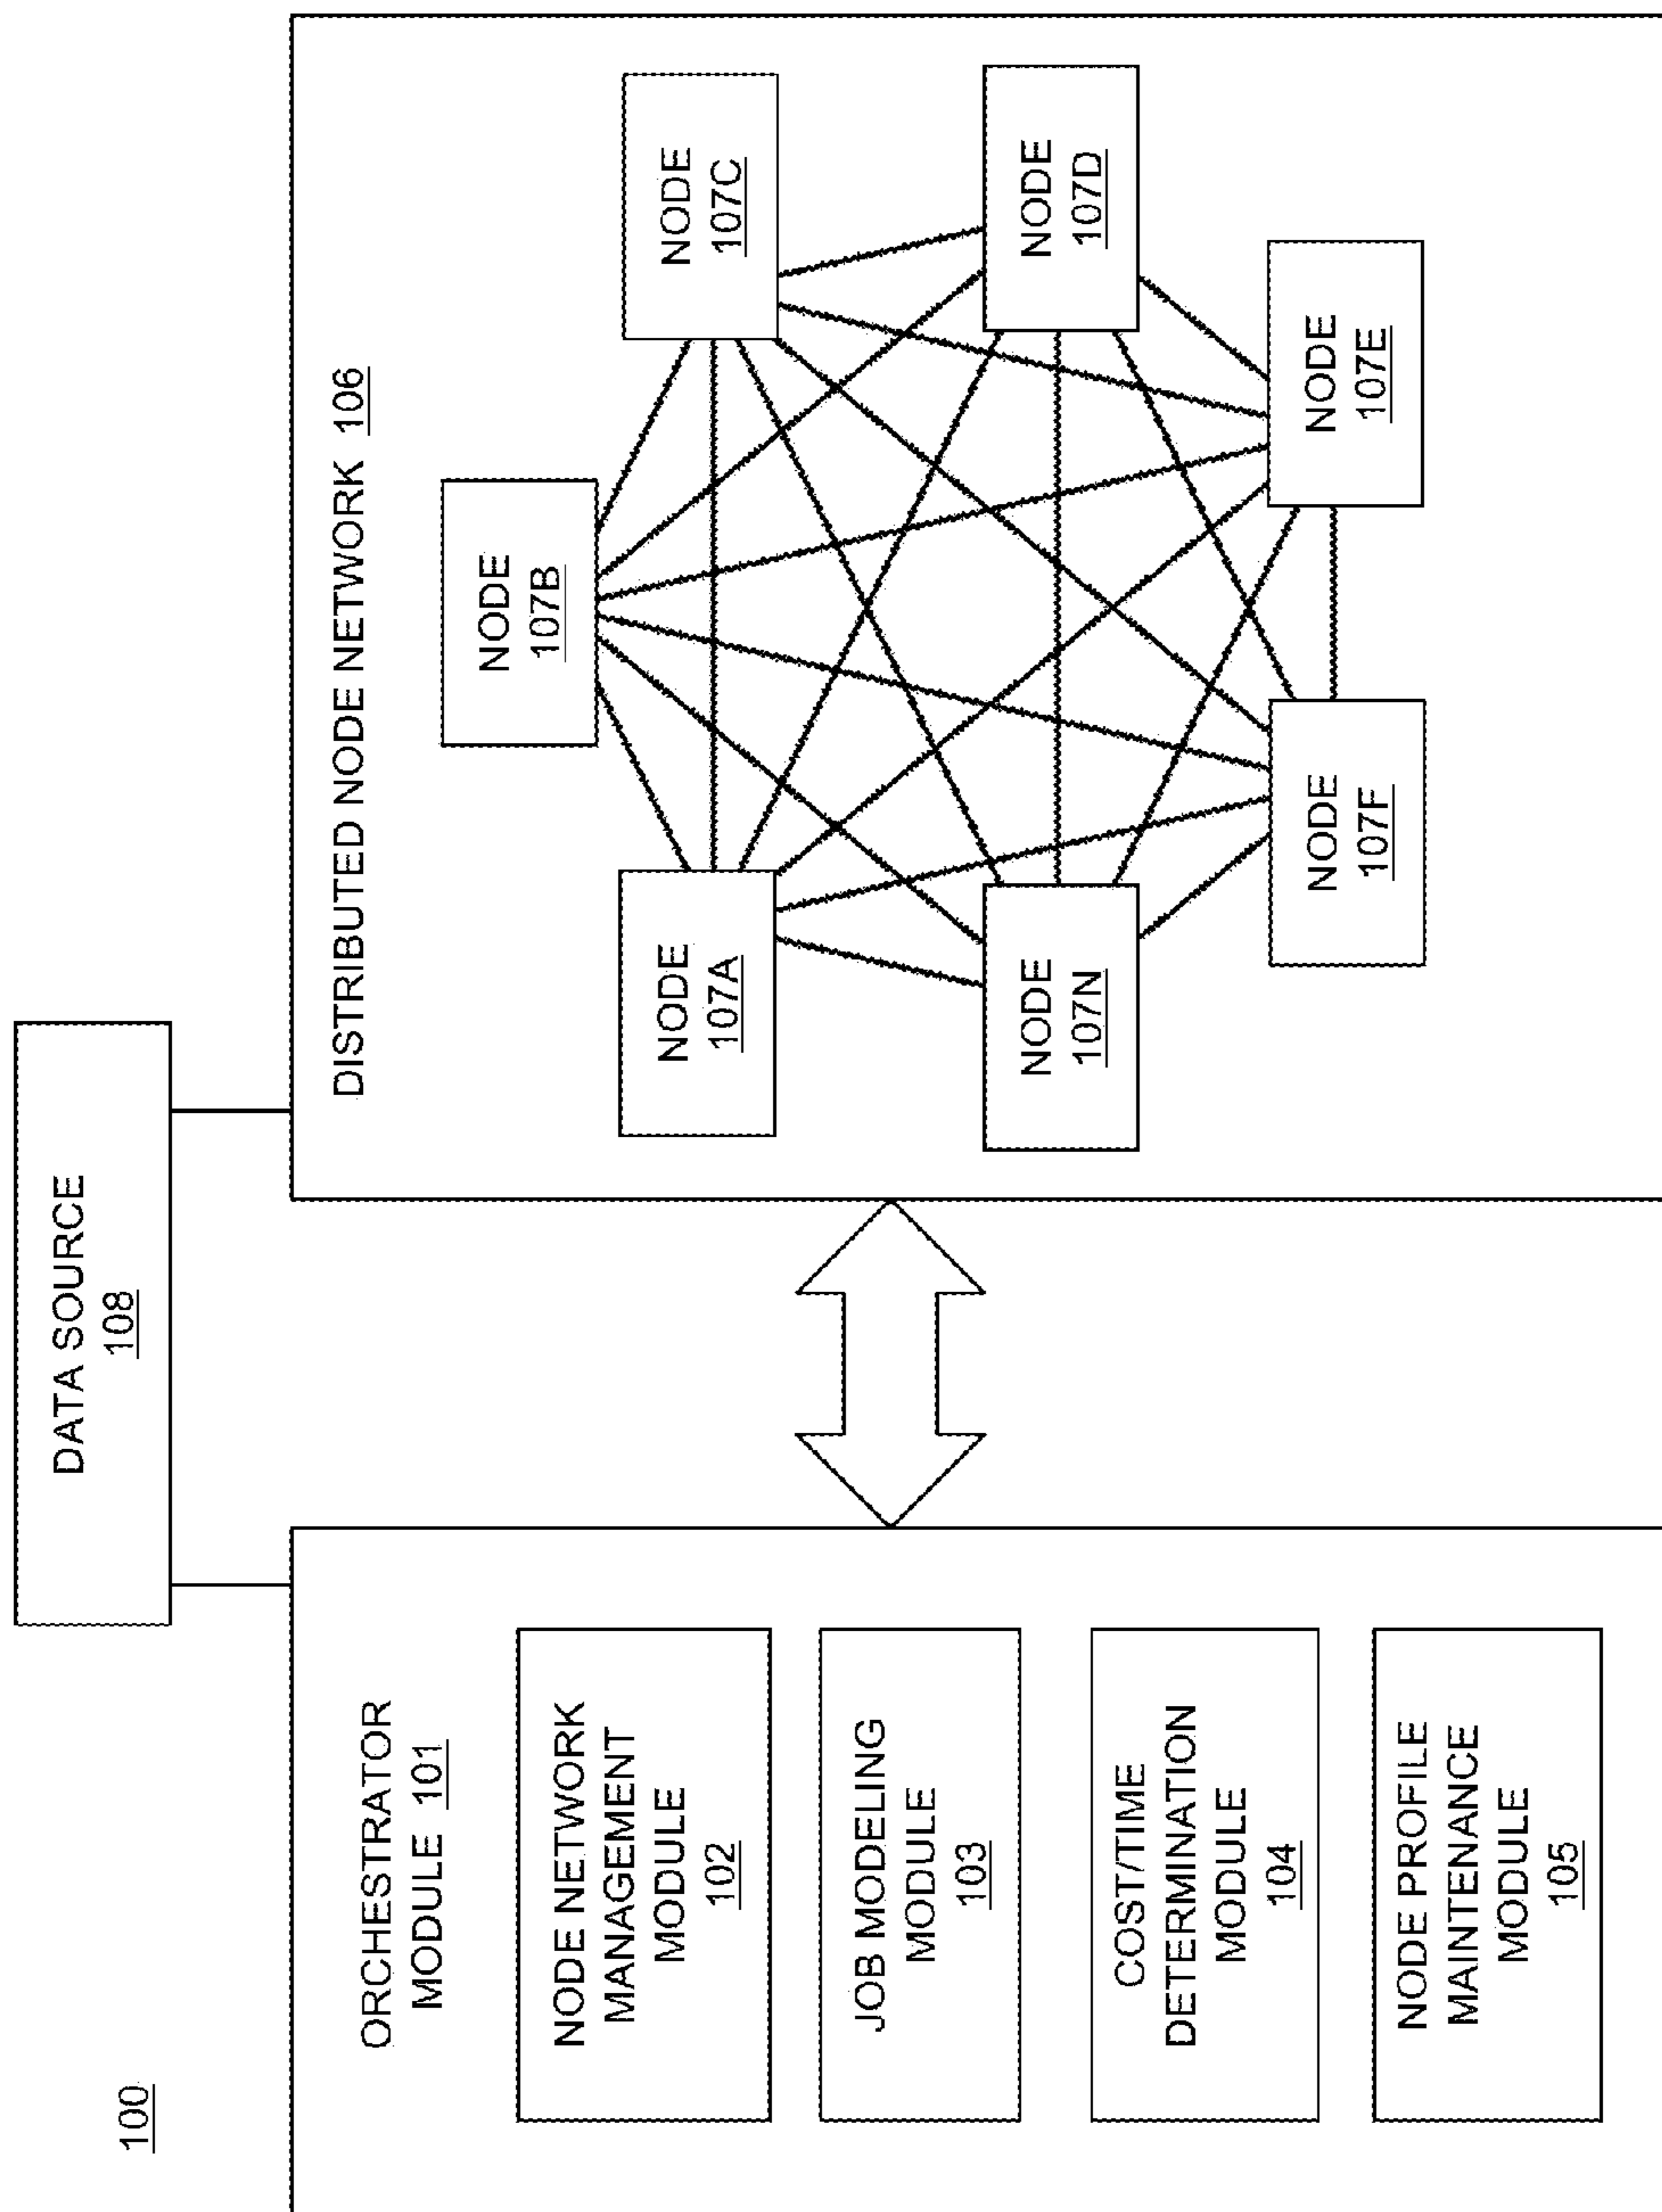 100
DATA SOURCE
108
ORCHESTRATOR
MODULE 101
NODE NETWORK
MANAGEMENT
MODULE
102
JOB MODELING
MODULE
103
COST/TIME
DETERMINATION
MODULE
104
NODE PROFILE
MAINTENANCE
MODULE
105
DISTRIBUTED NODE NETWORK 106
NODE
107A
NODE
107B
NODE
107C
NODE
107N
NODE
107D
NODE
107F
NODE
107E